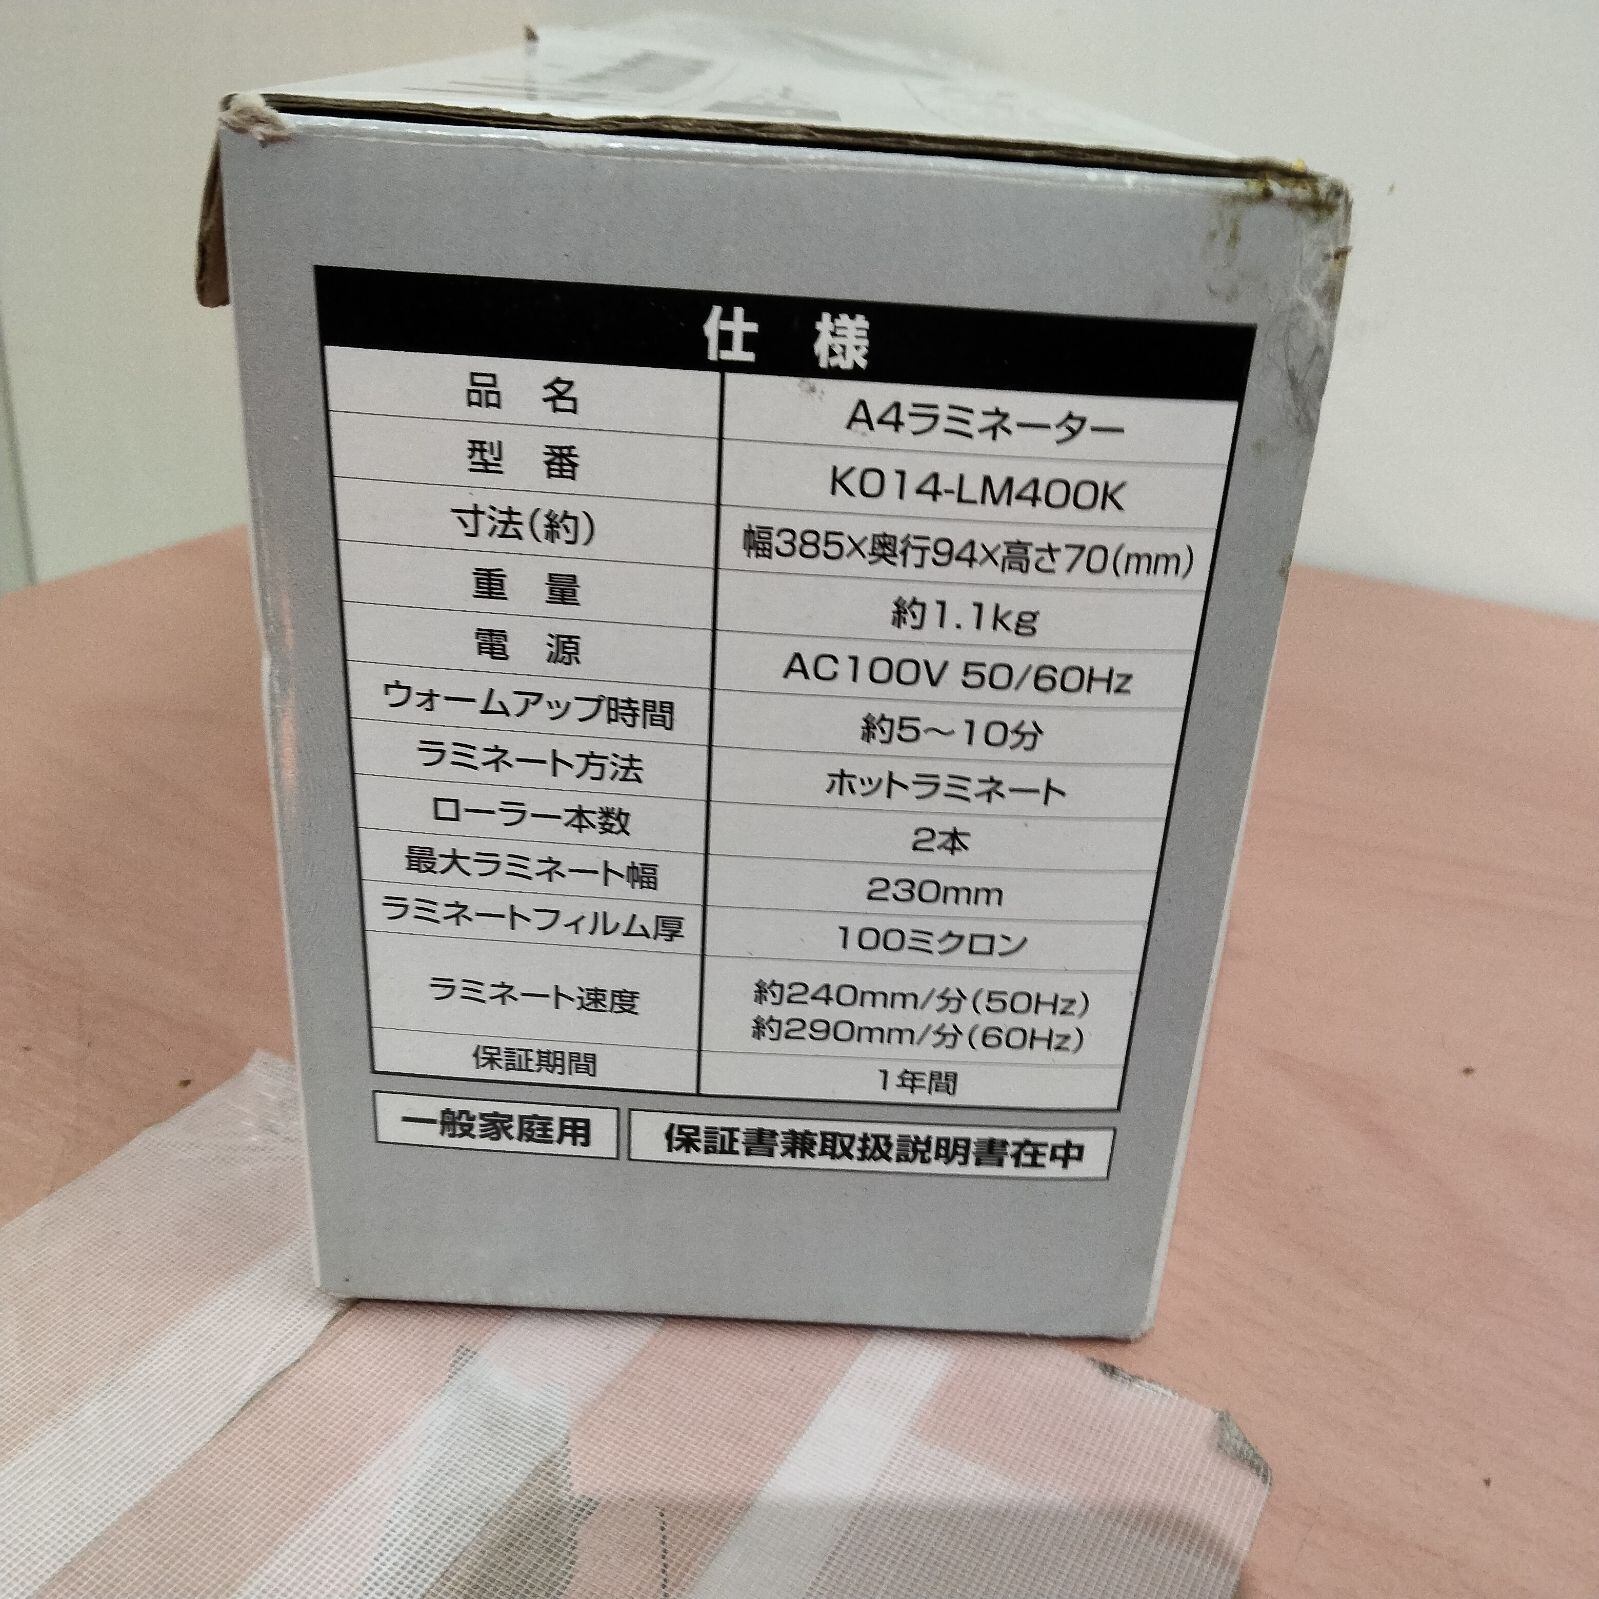 仕 様
品 名 A4ラミネーター
型 番 K014-LM400K
寸法(約) 幅385×奥行94×高さ70(mm)
重 量 約1.1kg
電 源 AC100V 50/60Hz
ウォームアップ時間 約5〜10分
ラミネート方法 ホットラミネート
ローラー本数 2本
最大ラミネート幅 230mm
ラミネートフィルム厚 100ミクロン
ラミネート速度 約240mm/分(50Hz)
約290mm/分(60Hz)
保証期間 1年間
一般家庭用 保証書兼取扱説明書在中